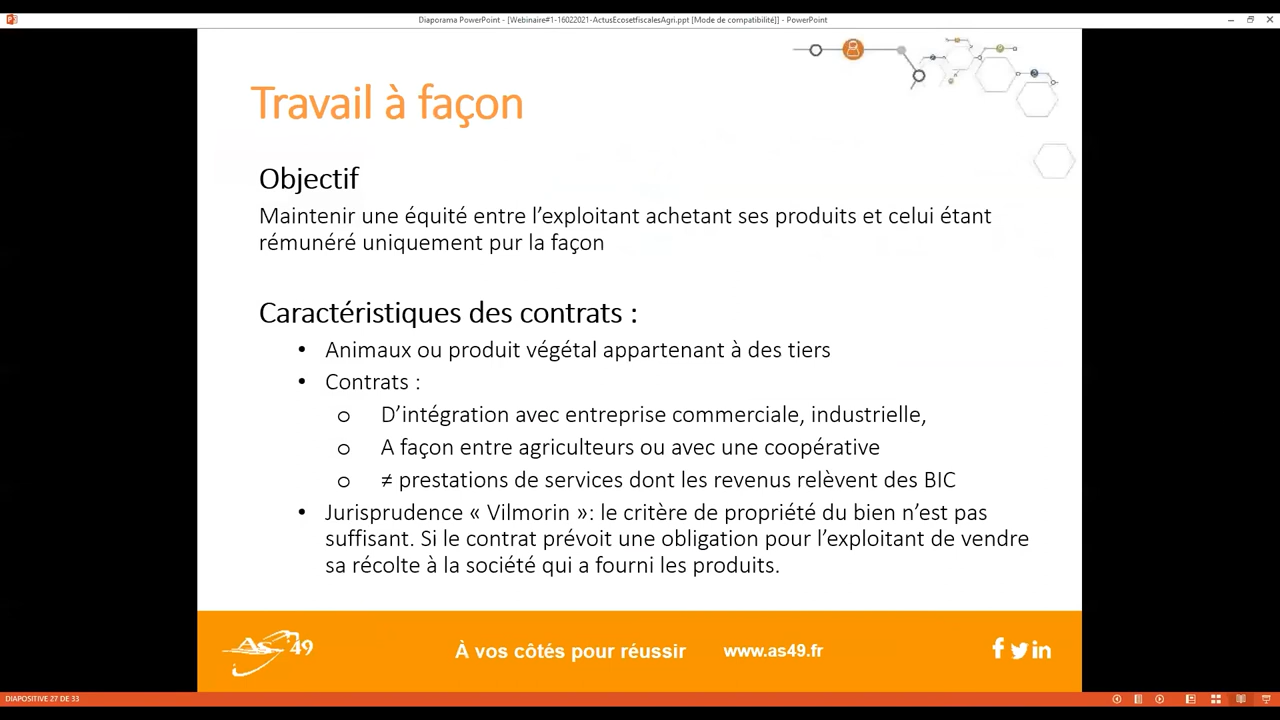 Diaporama PowerPoint - [Webinaire#1-16022021-ActusEcosetfiscalesAgri.ppt [Mode de compatibilité]] - PowerPoint
Travail à façon
Objectif
Maintenir une équité entre l’exploitant achetant ses produits et celui étant
rémunéré uniquement pur la façon
Caractéristiques des contrats :
• Animaux ou produit végétal appartenant à des tiers
• Contrats :
o D’intégration avec entreprise commerciale, industrielle,
o A façon entre agriculteurs ou avec une coopérative
o ≠ prestations de services dont les revenus relèvent des BIC
• Jurisprudence « Vilmorin »: le critère de propriété du bien n’est pas
suffisant. Si le contrat prévoit une obligation pour l’exploitant de vendre
sa récolte à la société qui a fourni les produits.
As 49
À vos côtés pour réussir
www.as49.fr
DIAPOSITIVE 27 DE 33